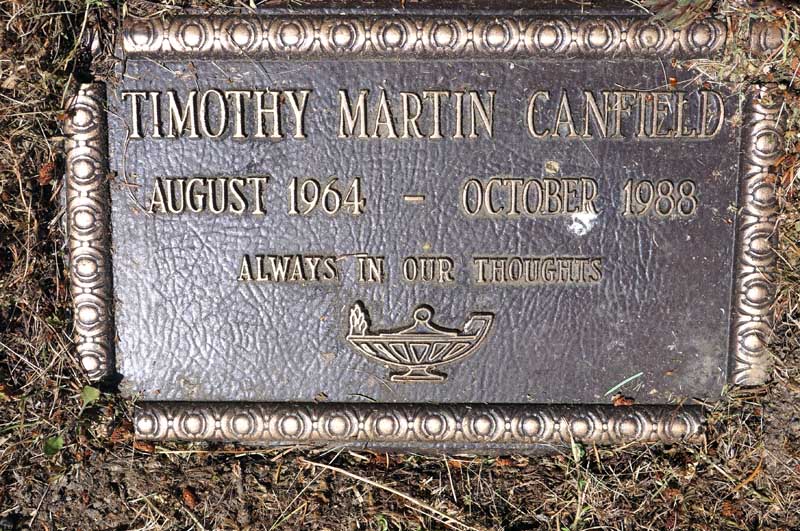 TIMOTHY MARTIN CANFIELD
AUGUST 1964 – OCTOBER 1988
ALWAYS IN OUR THOUGHTS